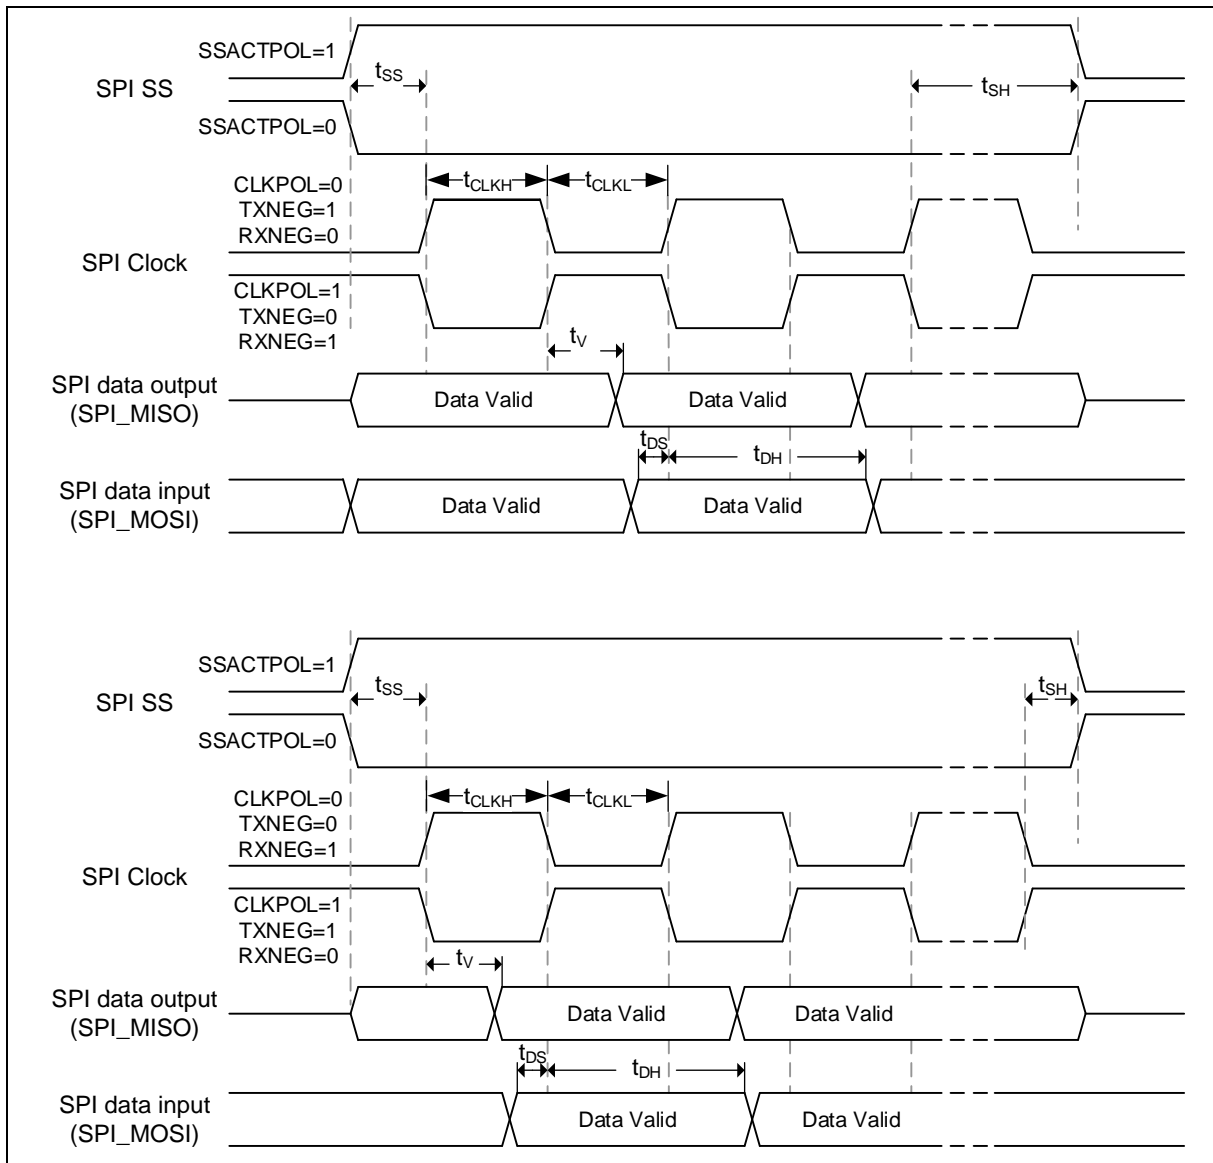 SSACTPOL=1
SPI SS
tSS
tSH
SSACTPOL=0
CLKPOL=0
TXNEG=1
RXNEG=0
tCLKH
tCLKL
SPI Clock
CLKPOL=1
TXNEG=0
RXNEG=1
tV
SPI data output
(SPI_MISO)
Data Valid
Data Valid
tDS
tDH
SPI data input
(SPI_MOSI)
Data Valid
Data Valid
SSACTPOL=1
SPI SS
tSS
tSH
SSACTPOL=0
CLKPOL=0
TXNEG=0
RXNEG=1
tCLKH
tCLKL
SPI Clock
CLKPOL=1
TXNEG=1
RXNEG=0
tV
SPI data output
(SPI_MISO)
Data Valid
Data Valid
tDS
tDH
SPI data input
(SPI_MOSI)
Data Valid
Data Valid